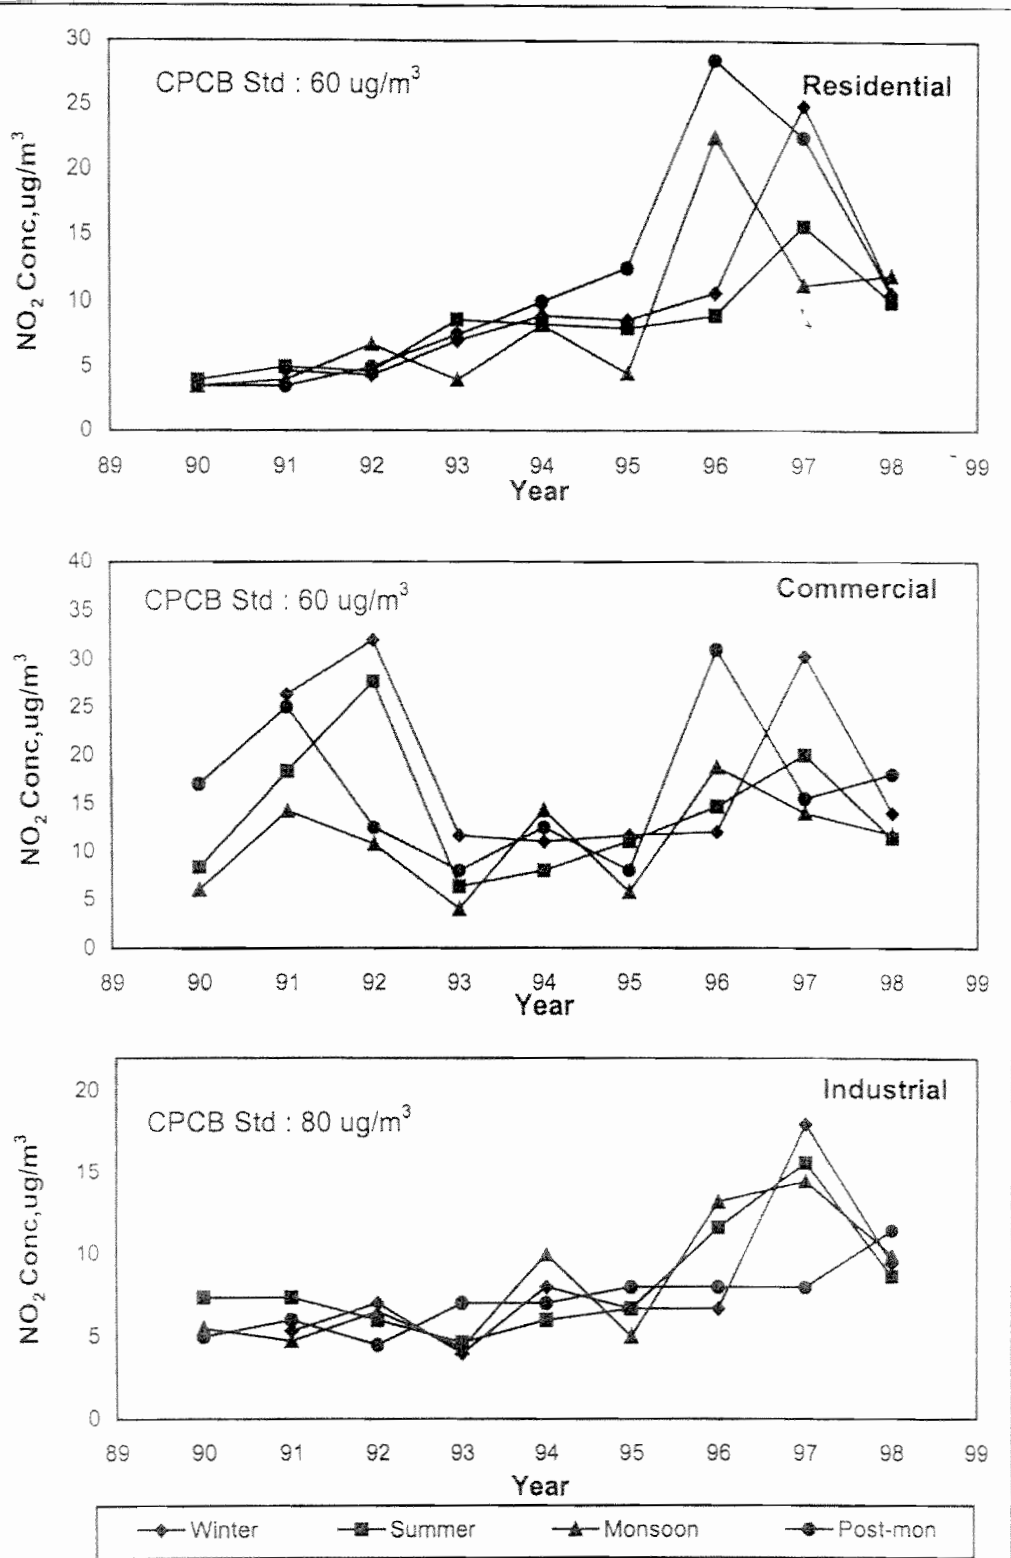 30
CPCB Std : 60 ug/m³
Residential
25
20
15
10
5
0
NO₂ Conc,ug/m³
89 90 91 92 93 94 95 96 97 98 99
Year
40
CPCB Std : 60 ug/m³
Commercial
35
30
25
20
15
10
5
0
NO₂ Conc,ug/m³
89 90 91 92 93 94 95 96 97 98 99
Year
Industrial
20
CPCB Std : 80 ug/m³
15
10
5
0
NO₂ Conc,ug/m³
89 90 91 92 93 94 95 96 97 98 99
Year
Winter Summer Monsoon Post-mon